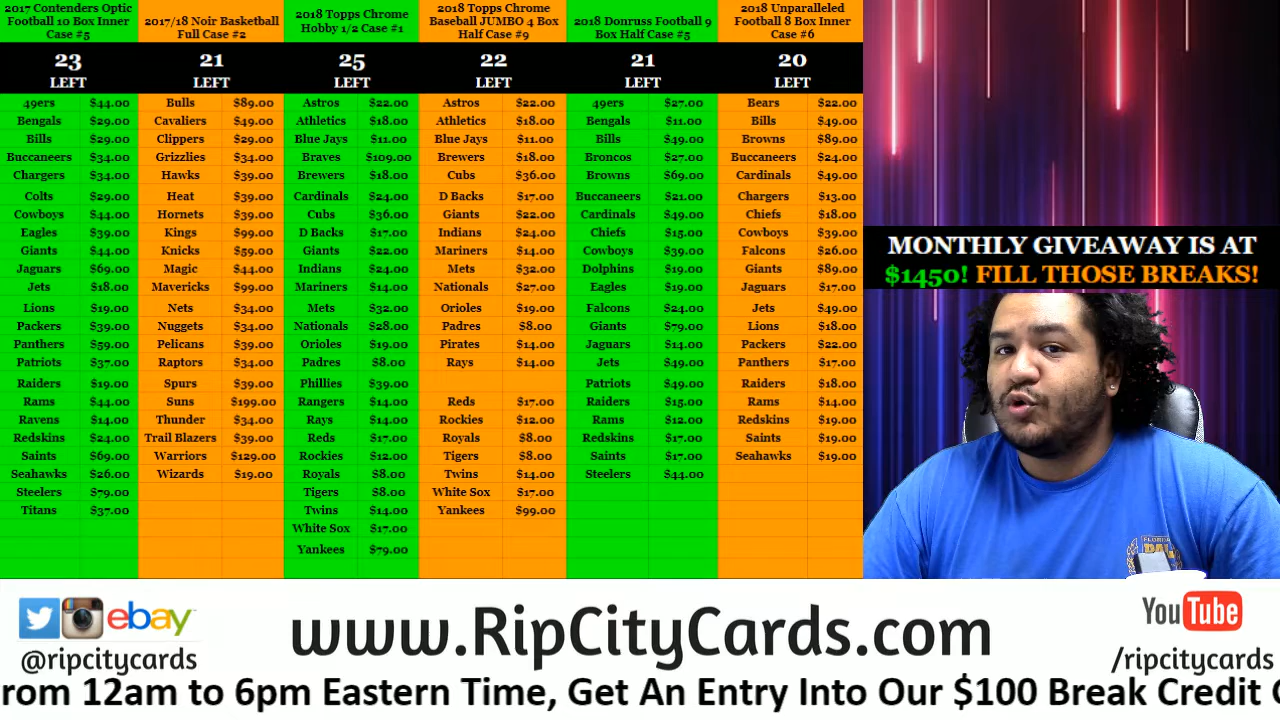 2017 Contenders Optic
Football 10 Box Inner
Case #5
23
LEFT
49ers $44.00
Bengals $29.00
Bills $29.00
Buccaneers $34.00
Chargers $34.00
Colts $29.00
Cowboys $44.00
Eagles $39.00
Giants $44.00
Jaguars $69.00
Jets $18.00
Lions $19.00
Packers $39.00
Panthers $59.00
Patriots $37.00
Raiders $19.00
Rams $44.00
Ravens $14.00
Redskins $24.00
Saints $69.00
Seahawks $26.00
Steelers $79.00
Titans $37.00
2017/18 Noir Basketball
Full Case #2
21
LEFT
Bulls $89.00
Cavaliers $49.00
Clippers $29.00
Grizzlies $34.00
Hawks $39.00
Heat $39.00
Hornets $39.00
Kings $99.00
Knicks $59.00
Magic $44.00
Mavericks $99.00
Nets $34.00
Nuggets $34.00
Pelicans $39.00
Raptors $34.00
Spurs $39.00
Suns $199.00
Thunder $34.00
Trail Blazers $39.00
Warriors $129.00
Wizards $19.00
2018 Topps Chrome
Hobby 1/2 Case #1
25
LEFT
Astros $22.00
Athletics $18.00
Blue Jays $11.00
Braves $109.00
Brewers $18.00
Cardinals $24.00
Cubs $36.00
D Backs $17.00
Giants $22.00
Indians $24.00
Mariners $14.00
Mets $32.00
Nationals $28.00
Orioles $19.00
Padres $8.00
Phillies $39.00
Rangers $14.00
Rays $14.00
Reds $17.00
Rockies $12.00
Royals $8.00
Tigers $8.00
Twins $14.00
White Sox $17.00
Yankees $79.00
2018 Topps Chrome
Baseball JUMBO 4 Box
Half Case #9
22
LEFT
Astros $22.00
Athletics $18.00
Blue Jays $11.00
Brewers $18.00
Cubs $36.00
D Backs $17.00
Giants $22.00
Indians $24.00
Mariners $14.00
Mets $32.00
Nationals $27.00
Orioles $19.00
Padres $8.00
Pirates $14.00
Rays $14.00
Reds $17.00
Rockies $12.00
Royals $8.00
Tigers $8.00
Twins $14.00
White Sox $17.00
Yankees $99.00
2018 Donruss Football 9
Box Half Case #5
21
LEFT
49ers $27.00
Bengals $11.00
Bills $49.00
Broncos $27.00
Browns $69.00
Buccaneers $21.00
Cardinals $49.00
Chiefs $15.00
Cowboys $39.00
Dolphins $19.00
Eagles $19.00
Falcons $24.00
Giants $79.00
Jaguars $14.00
Jets $49.00
Patriots $49.00
Raiders $15.00
Rams $12.00
Redskins $17.00
Saints $17.00
Steelers $44.00
2018 Unparalleled
Football 8 Box Inner
Case #6
20
LEFT
Bears $22.00
Bills $49.00
Browns $89.00
Buccaneers $24.00
Cardinals $49.00
Chargers $13.00
Chiefs $18.00
Cowboys $39.00
Falcons $26.00
Giants $89.00
Jaguars $17.00
Jets $49.00
Lions $18.00
Packers $22.00
Panthers $17.00
Raiders $18.00
Rams $14.00
Redskins $19.00
Saints $19.00
Seahawks $19.00
MONTHLY GIVEAWAY IS AT
$1450! FILL THOSE BREAKS!
ebay
@ripcitycards
www.RipCityCards.com
YouTube
/ripcitycards
rom 12am to 6pm Eastern Time, Get An Entry Into Our $100 Break Credit